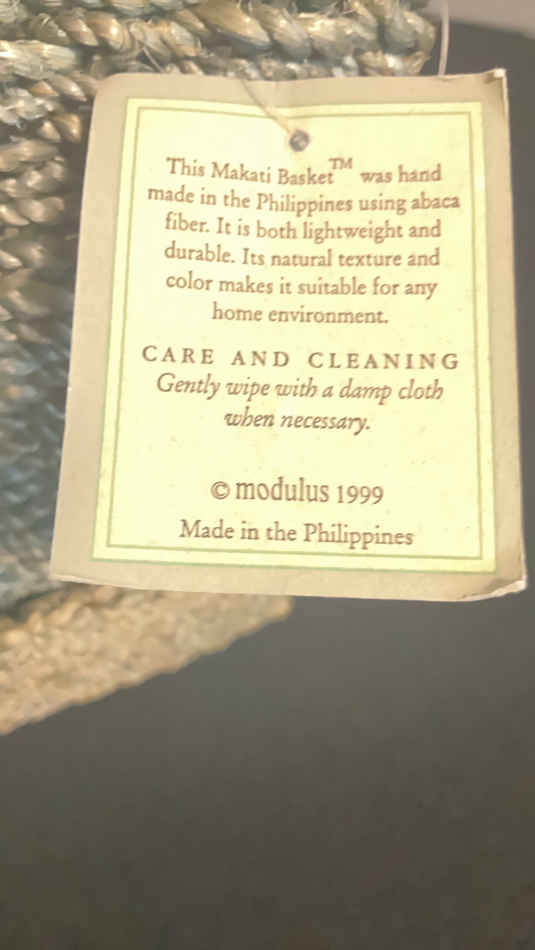 This Makati Basket™ was hand
made in the Philippines using abaca
fiber. It is both lightweight and
durable. Its natural texture and
color makes it suitable for any
home environment.
CARE AND CLEANING
Gently wipe with a damp cloth
when necessary.
© modulus 1999
Made in the Philippines